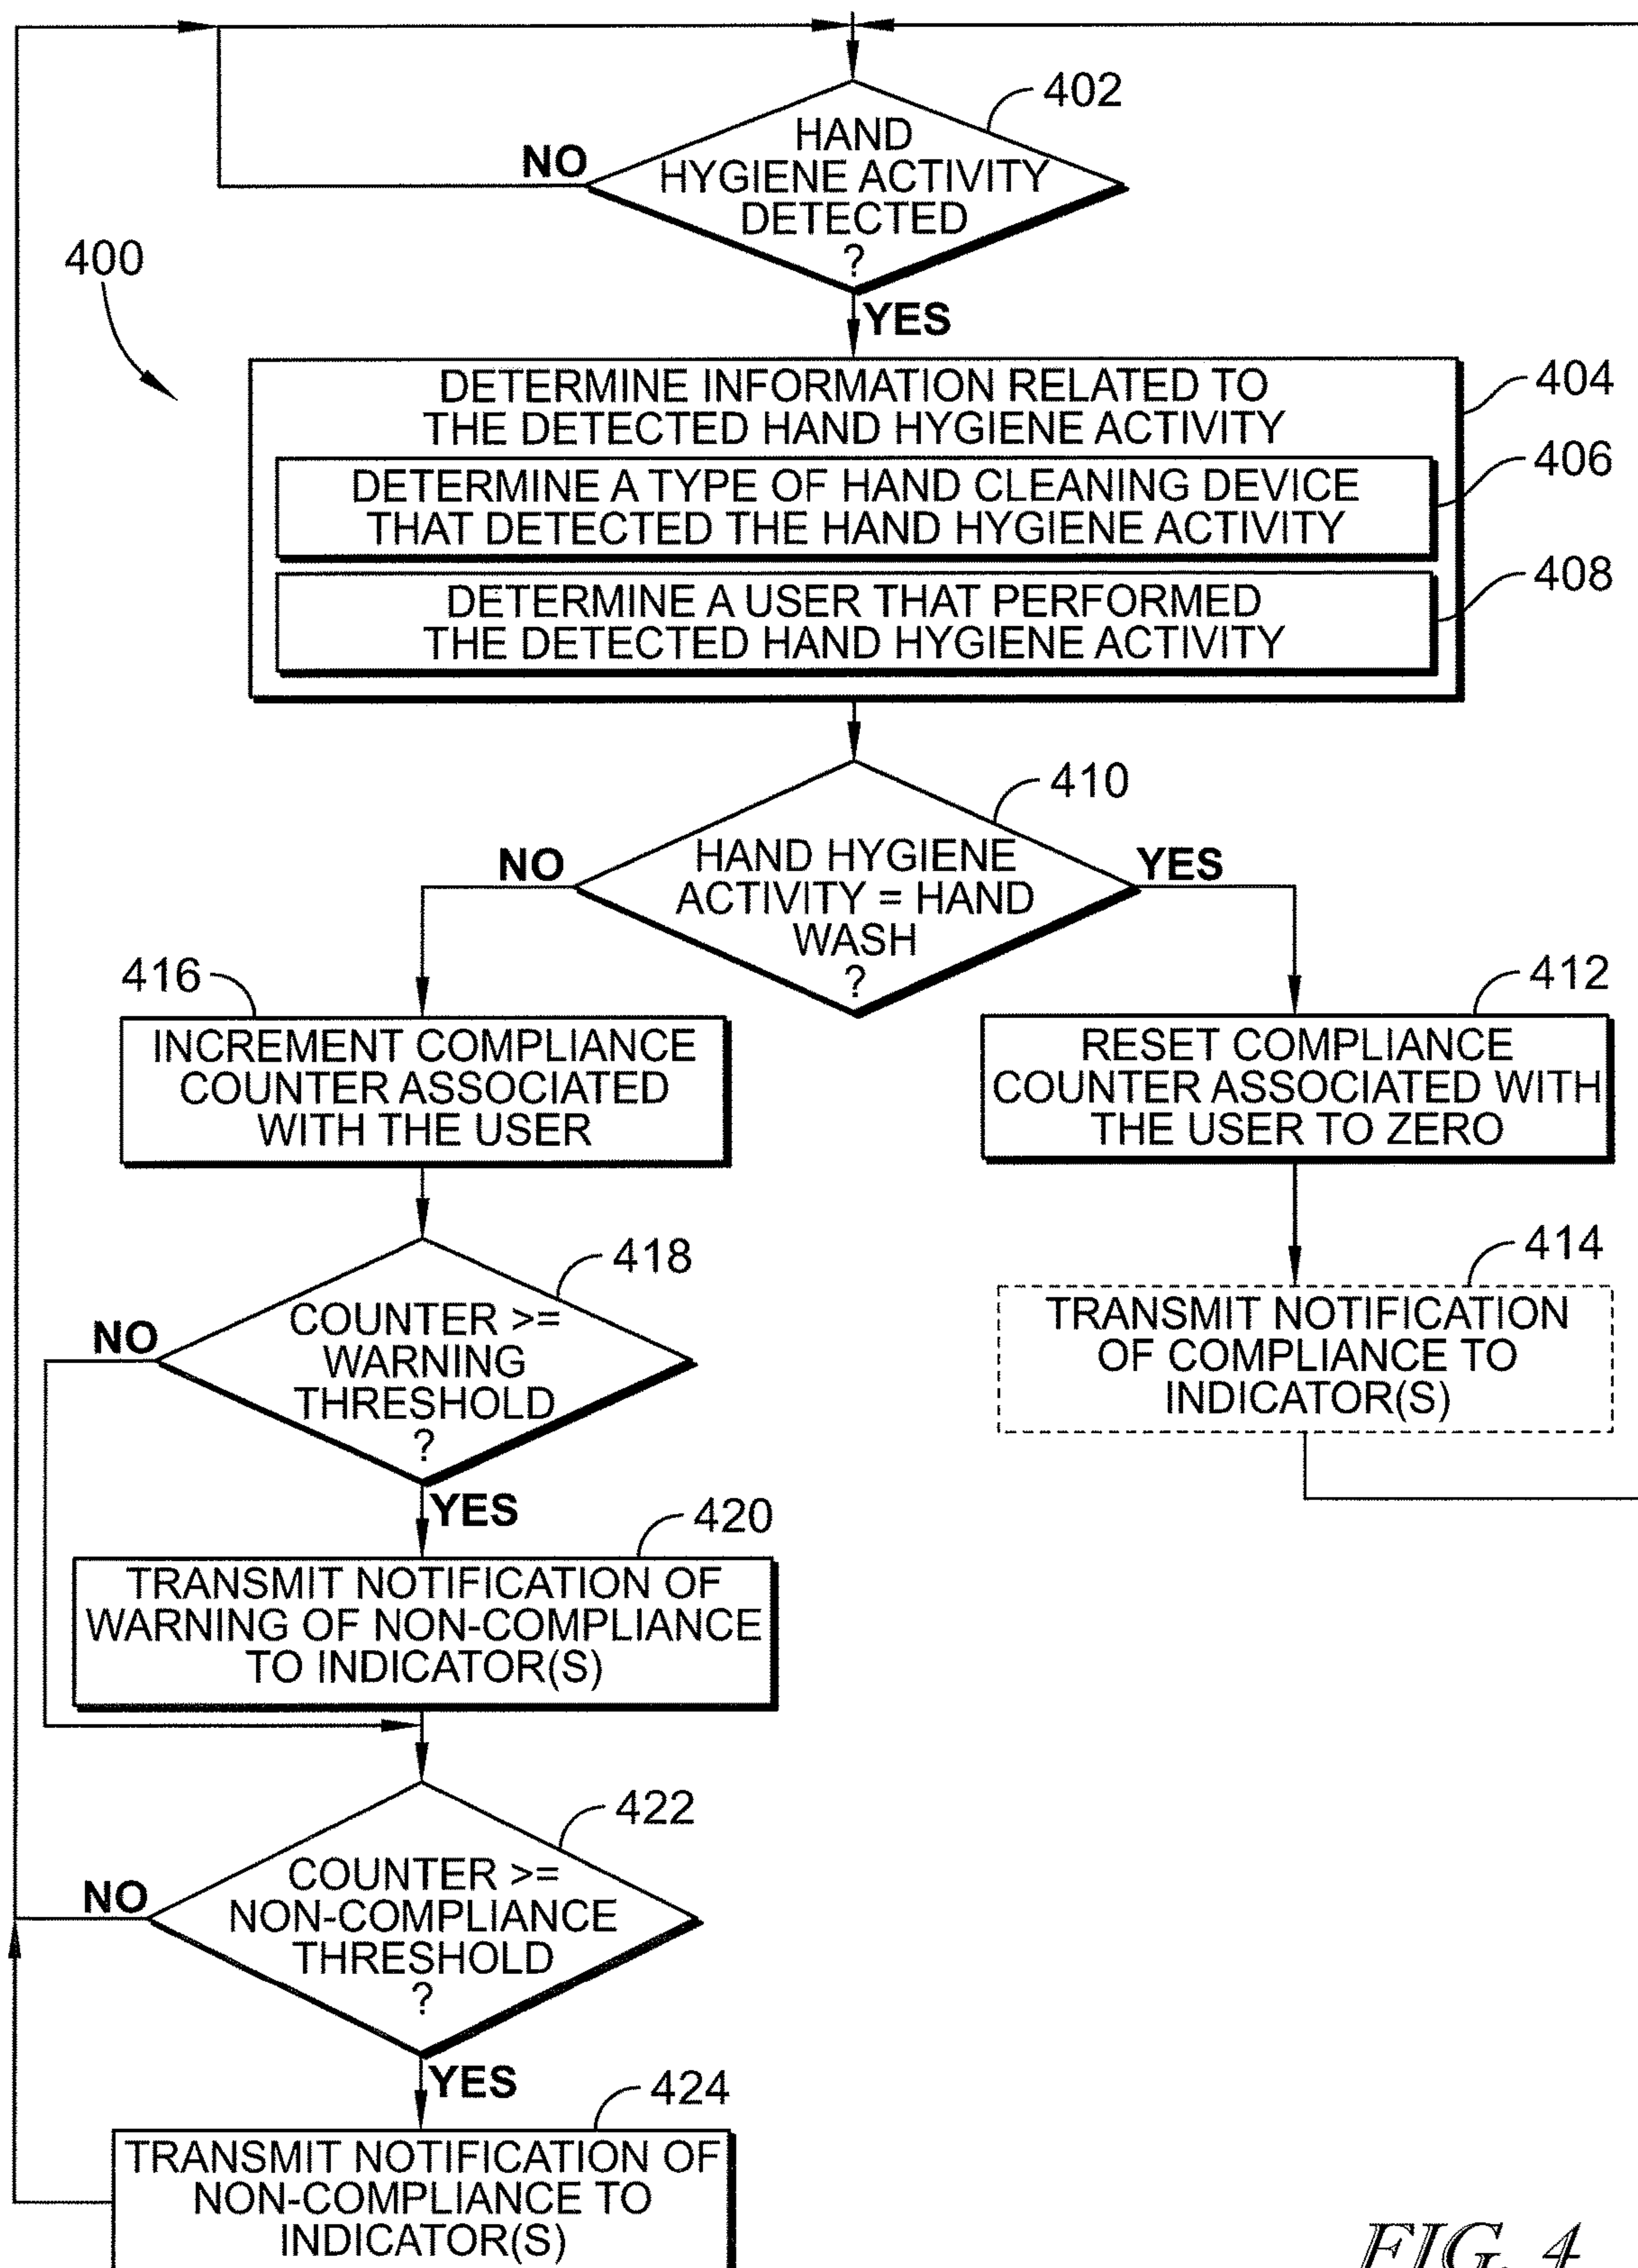 402
HAND
HYGIENE ACTIVITY
DETECTED
?
NO
YES
400
404
DETERMINE INFORMATION RELATED TO
THE DETECTED HAND HYGIENE ACTIVITY
406
DETERMINE A TYPE OF HAND CLEANING DEVICE
THAT DETECTED THE HAND HYGIENE ACTIVITY
408
DETERMINE A USER THAT PERFORMED
THE DETECTED HAND HYGIENE ACTIVITY
410
HAND HYGIENE
ACTIVITY = HAND
WASH
?
NO
YES
416
INCREMENT COMPLIANCE
COUNTER ASSOCIATED
WITH THE USER
412
RESET COMPLIANCE
COUNTER ASSOCIATED WITH
THE USER TO ZERO
418
COUNTER >=
WARNING
THRESHOLD
?
NO
YES
414
TRANSMIT NOTIFICATION
OF COMPLIANCE TO
INDICATOR(S)
420
TRANSMIT NOTIFICATION OF
WARNING OF NON-COMPLIANCE
TO INDICATOR(S)
422
COUNTER >=
NON-COMPLIANCE
THRESHOLD
?
NO
YES
424
TRANSMIT NOTIFICATION OF
NON-COMPLIANCE TO
INDICATOR(S)
FIG. 4